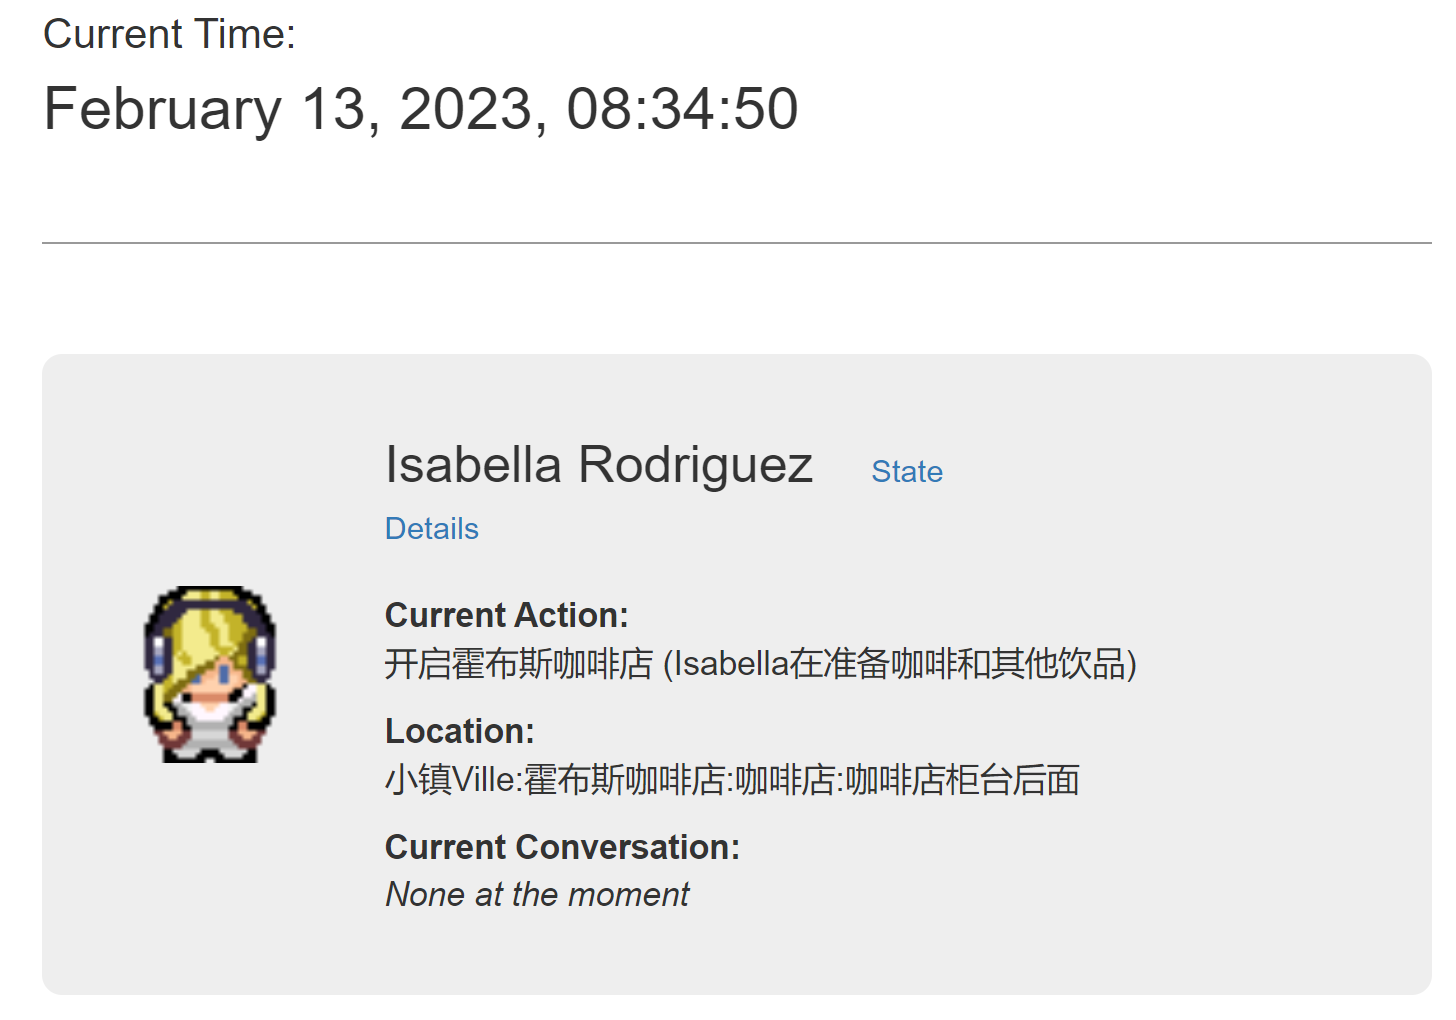 Current Time:
February 13, 2023, 08:34:50
Isabella Rodriguez State
Details
Current Action:
开启霍布斯咖啡店 (Isabella在准备咖啡和其他饮品)
Location:
小镇Ville:霍布斯咖啡店:咖啡店:咖啡店柜台后面
Current Conversation:
None at the moment